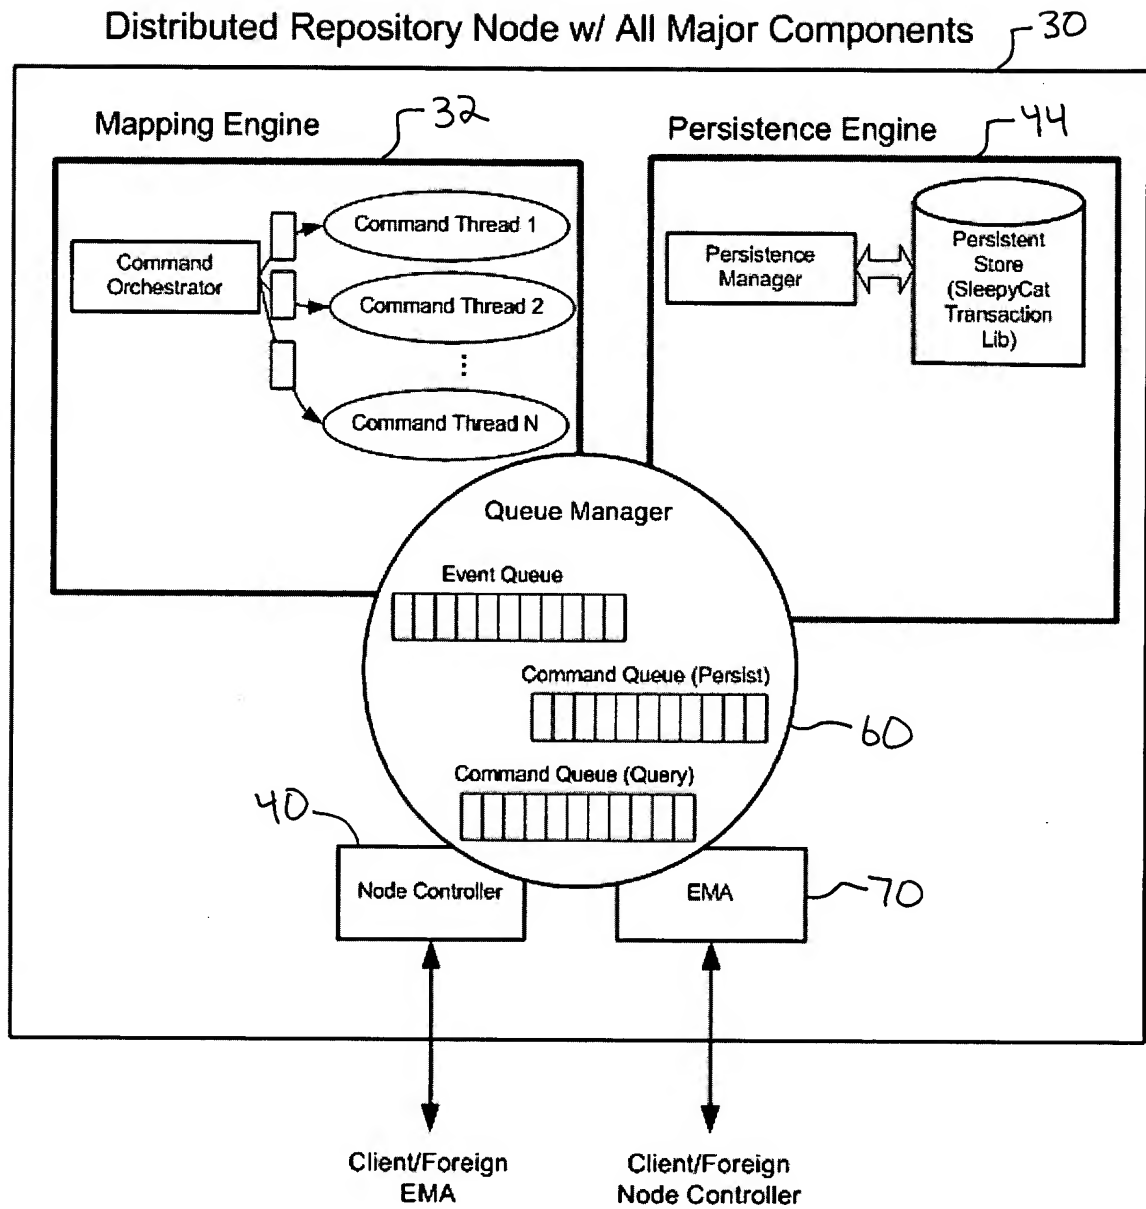 Distributed Repository Node w/ All Major Components
30
Mapping Engine
32
Persistence Engine
44
Command Thread 1
Command
Orchestrator
Command Thread 2
⋮
Command Thread N
Persistence
Manager
Persistent
Store
(SleepyCat
Transaction
Lib)
Queue Manager
Event Queue
Command Queue (Persist)
60
Command Queue (Query)
40
Node Controller
EMA
70
Client/Foreign
EMA
Client/Foreign
Node Controller